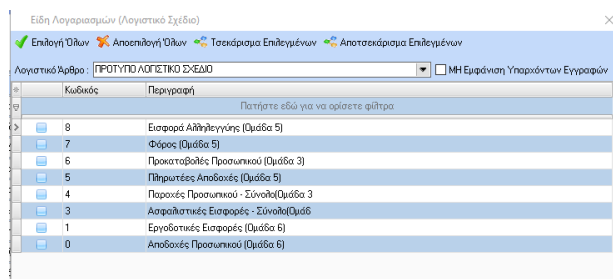 Είδη Λογαριασμών (Λογιστικό Σχέδιο)
Επιλογή Όλων Αποεπιλογή Όλων Τσεκάρισμα Επιλεγμένων Αποτσεκάρισμα Επιλεγμένων
Λογιστικό Άρθρο : ΠΡΟΤΥΠΟ ΛΟΓΙΣΤΙΚΟ ΣΧΕΔΙΟ ΜΗ Εμφάνιση Υπαρχόντων Εγγραφών
Κωδικός Περιγραφή
Πατήστε εδώ για να ορίσετε φίλτρα
8 Εισφορά Αλληλεγγύης (Ομάδα 5)
7 Φόρος (Ομάδα 5)
6 Προκαταβολές Προσωπικού (Ομάδα 3)
5 Πληρωτέες Αποδοχές (Ομάδα 5)
4 Παροχές Προσωπικού - Σύνολο(Ομάδα 3
3 Ασφαλιστικές Εισφορές - Σύνολο(Ομάδ
1 Εργοδοτικές Εισφορές (Ομάδα 6)
0 Αποδοχές Προσωπικού (Ομάδα 6)